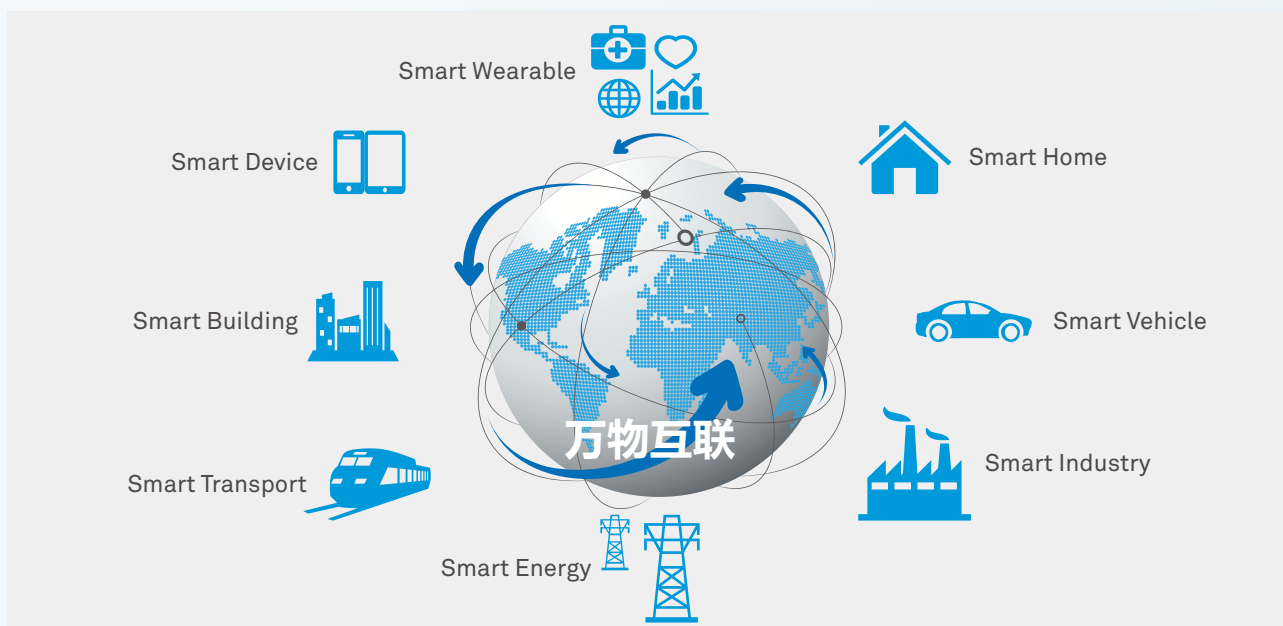 Smart Wearable
Smart Device
Smart Home
Smart Building
Smart Vehicle
万物互联
Smart Industry
Smart Transport
Smart Energy